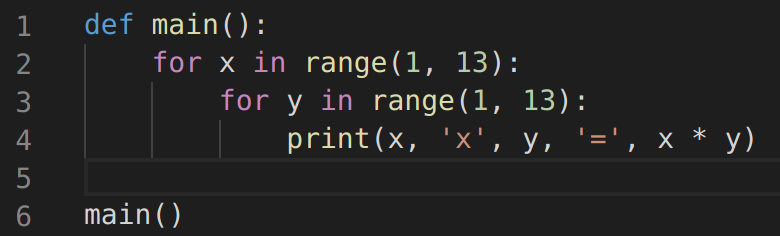 1 def main():
2     for x in range(1, 13):
3         for y in range(1, 13):
4             print(x, 'x', y, '=', x * y)
5
6 main()